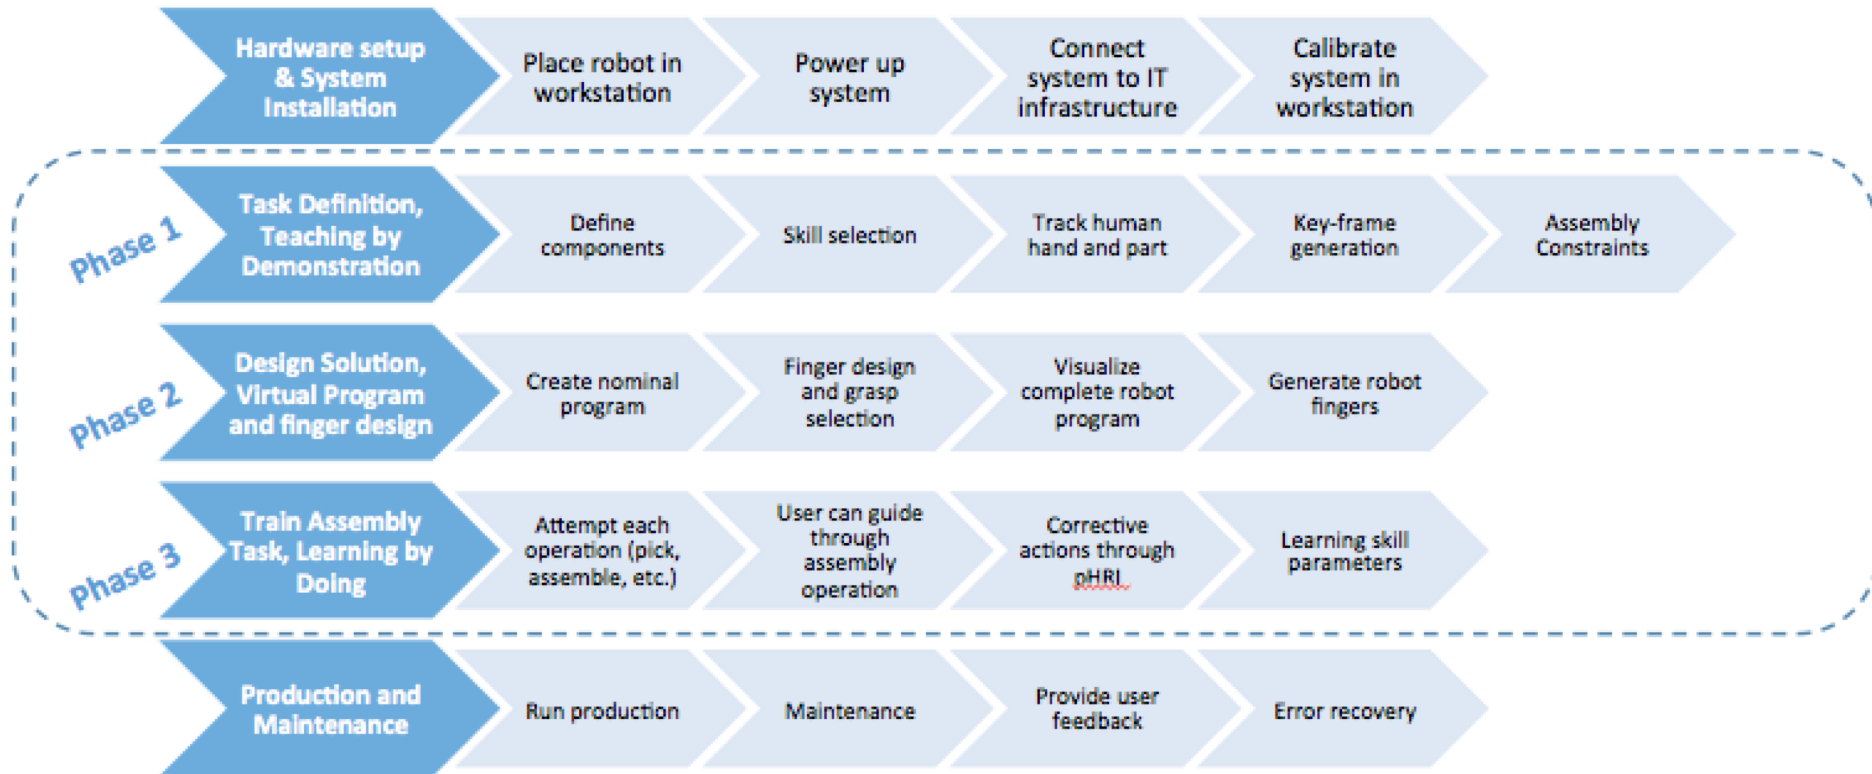 Hardware setup
& System
Installation
Place robot in
workstation
Power up
system
Connect
system to IT
infrastructure
Calibrate
system in
workstation
Phase 1
Task Definition,
Teaching by
Demonstration
Define
components
Skill selection
Track human
hand and part
Key-frame
generation
Assembly
Constraints
Phase 2
Design Solution,
Virtual Program
and finger design
Create nominal
program
Finger design
and grasp
selection
Visualize
complete robot
program
Generate robot
fingers
Phase 3
Train Assembly
Task, Learning by
Doing
Attempt each
operation (pick,
assemble, etc.)
User can guide
through
assembly
operation
Corrective
actions through
pHRI
Learning skill
parameters
Production and
Maintenance
Run production
Maintenance
Provide user
feedback
Error recovery